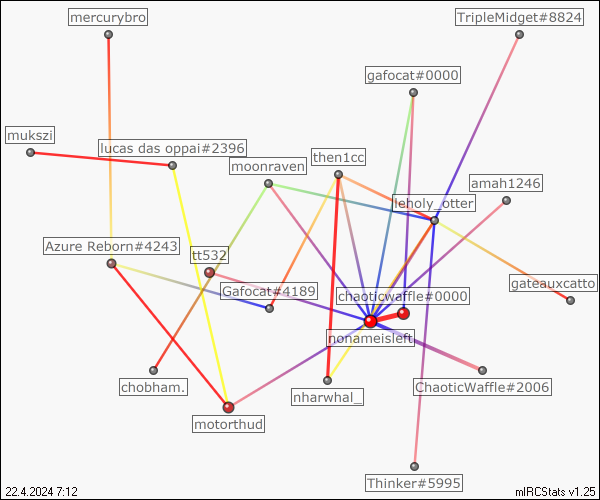 mercurybro
TripleMidget#8824
gafocat#0000
mukszi
lucas das oppai#2396
then1cc
moonraven
amah1246
leholy_otter
Azure Reborn#4243
tt532
gateauxcatto
Gafocat#4189
chaoticwaffle#0000
nonameisleft
chobham.
ChaoticWaffle#2006
nharwhal_
motorthud
Thinker#5995
22.4.2024 7:12
mIRCStats v1.25